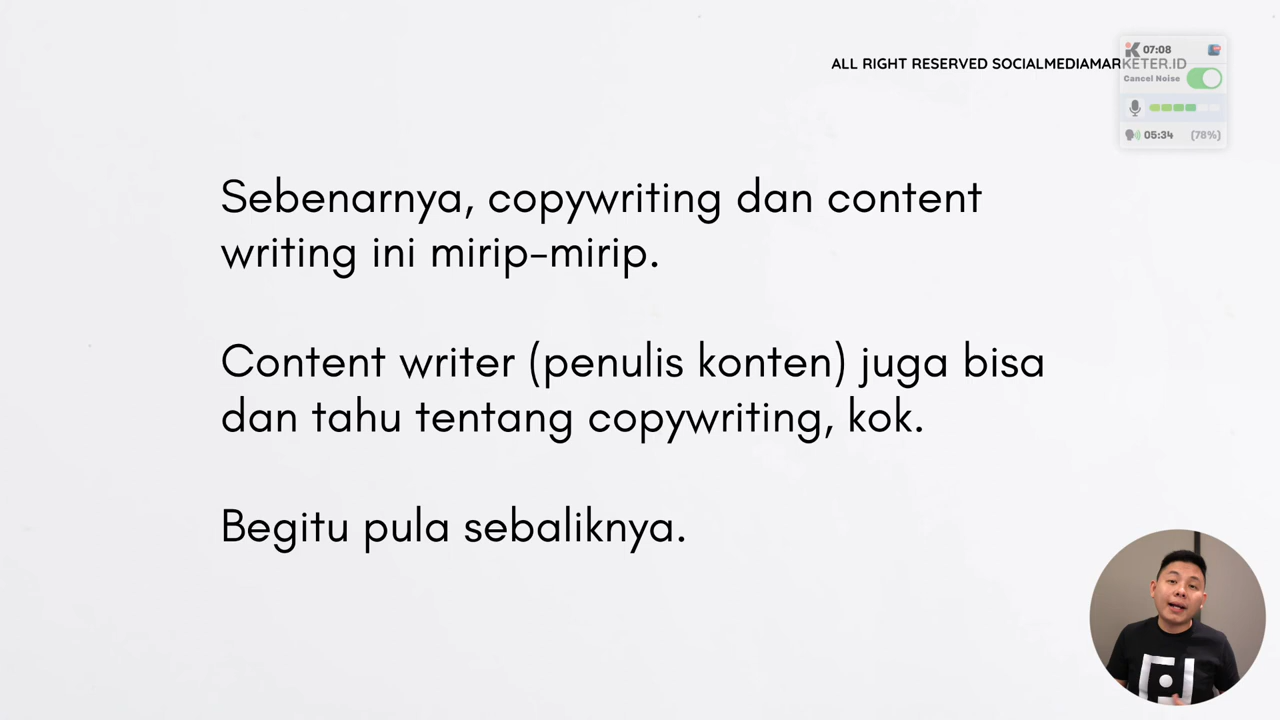 ALL RIGHT RESERVED SOCIALMEDIAMARKETER.ID
07:08
Cancel Noise
05:34 (78%)
Sebenarnya, copywriting dan content
writing ini mirip-mirip.
Content writer (penulis konten) juga bisa
dan tahu tentang copywriting, kok.
Begitu pula sebaliknya.